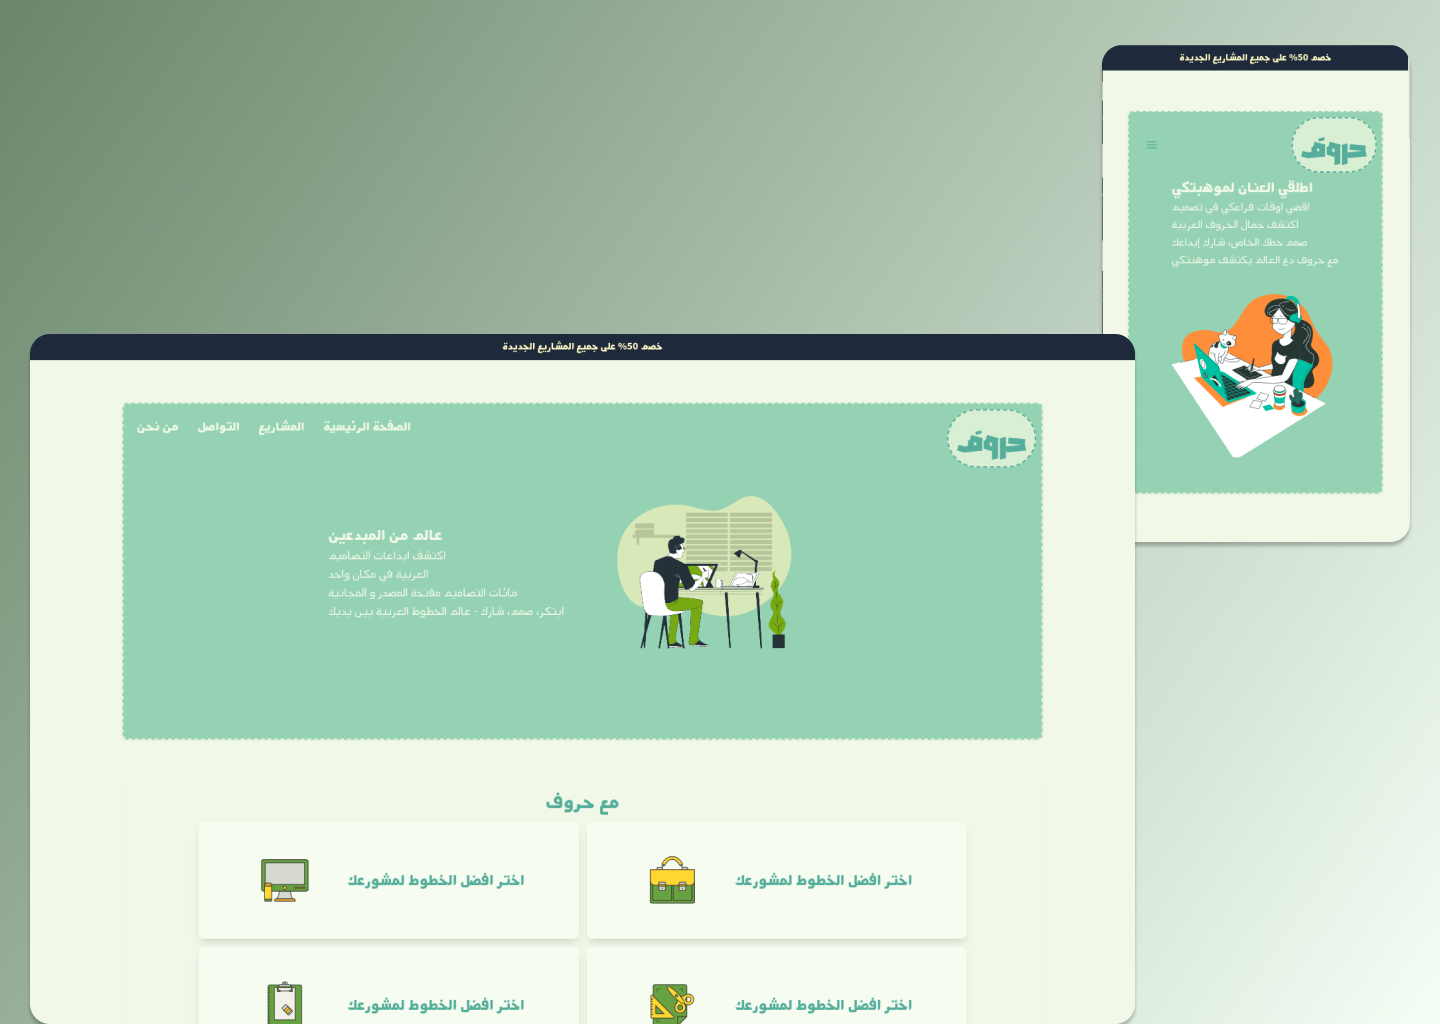 خصم 50% على جميع المشاريع الجديدة
حروف
اطلقي العنان لموهبتكي
اقضي اوقات فراغكي في تصميم
اكتشف جمال الحروف العربية
صمم خطك الخاص، شارك إبداعك
مع حروف دع العالم يكتشف موهبتكي
خصم 50% على جميع المشاريع الجديدة
حروف
الصفحة الرئيسية المشاريع التواصل من نحن
عالم من المبدعين
اكتشف ابداعات التصاميم
العربية في مكان واحد
مائات التصاميم مفتحة المصدر و المجانية
ابتكر، صمم، شارك - عالم الخطوط العربية بين يديك
مع حروف
اختر افضل الخطوط لمشورعك
اختر افضل الخطوط لمشورعك
اختر افضل الخطوط لمشورعك
اختر افضل الخطوط لمشورعك